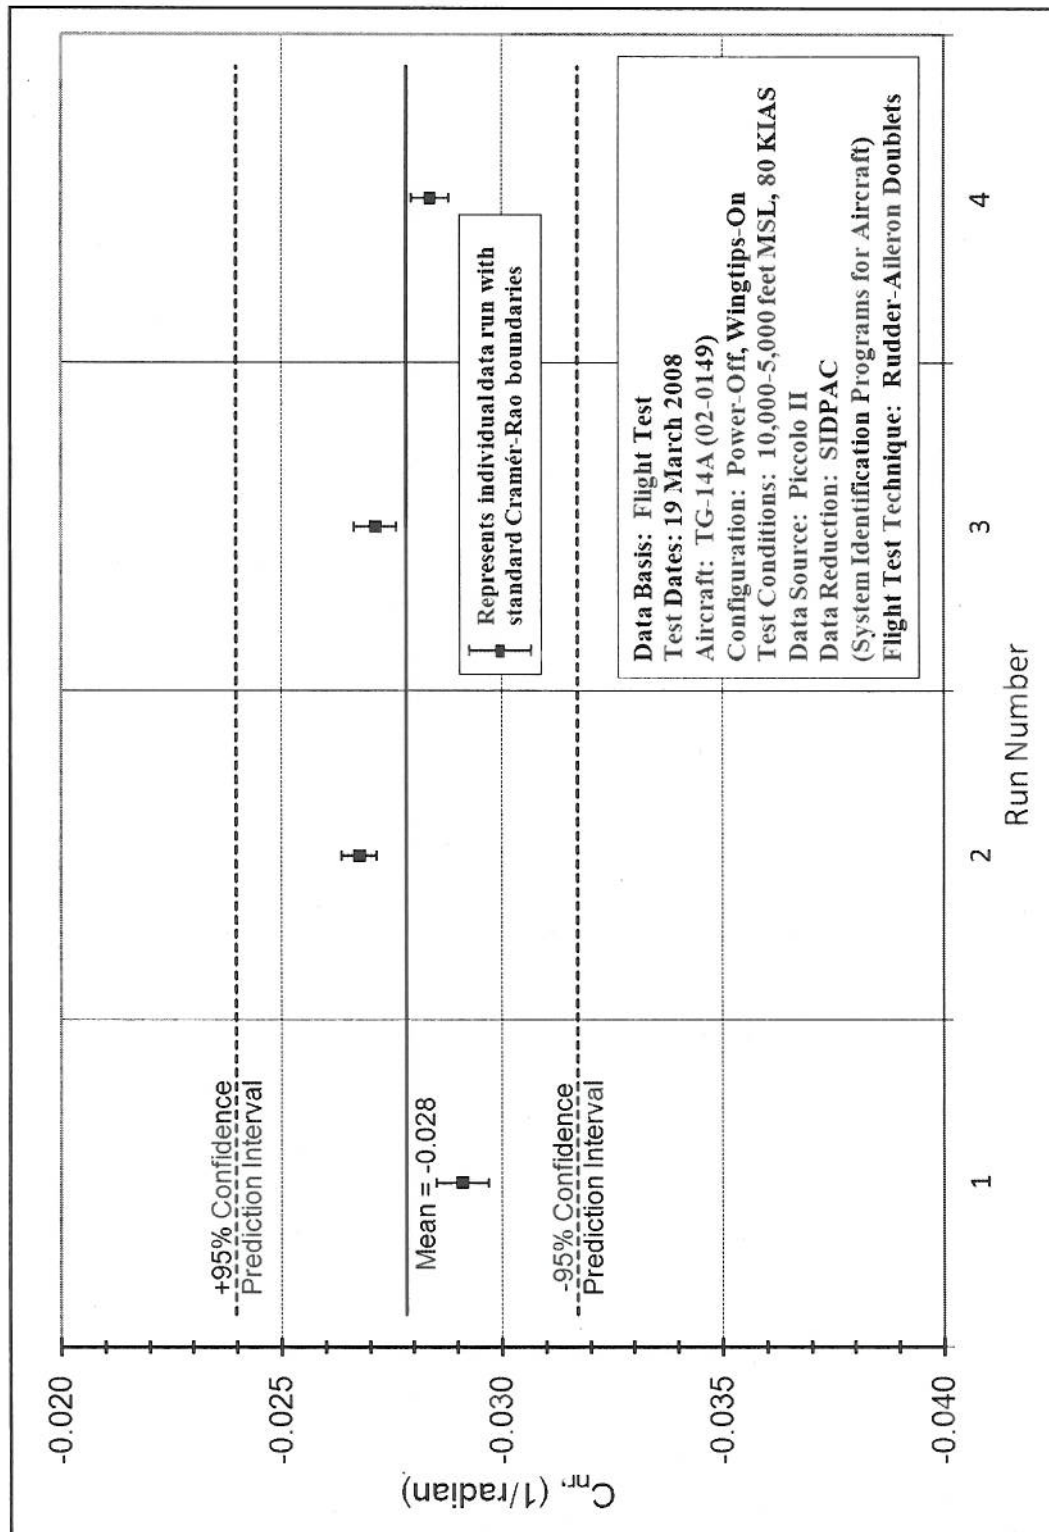 -0.020
-0.025
-0.030
-0.035
-0.040
C_nr, (1/radian)
+95% Confidence
Prediction Interval
Mean = -0.028
-95% Confidence
Prediction Interval
Represents individual data run with
standard Cramér-Rao boundaries
Data Basis: Flight Test
Test Dates: 19 March 2008
Aircraft: TG-14A (02-0149)
Configuration: Power-Off, Wingtips-On
Test Conditions: 10,000-5,000 feet MSL, 80 KIAS
Data Source: Piccolo II
Data Reduction: SIDPAC
(System Identification Programs for Aircraft)
Flight Test Technique: Rudder-Aileron Doublets
1 2 3 4
Run Number